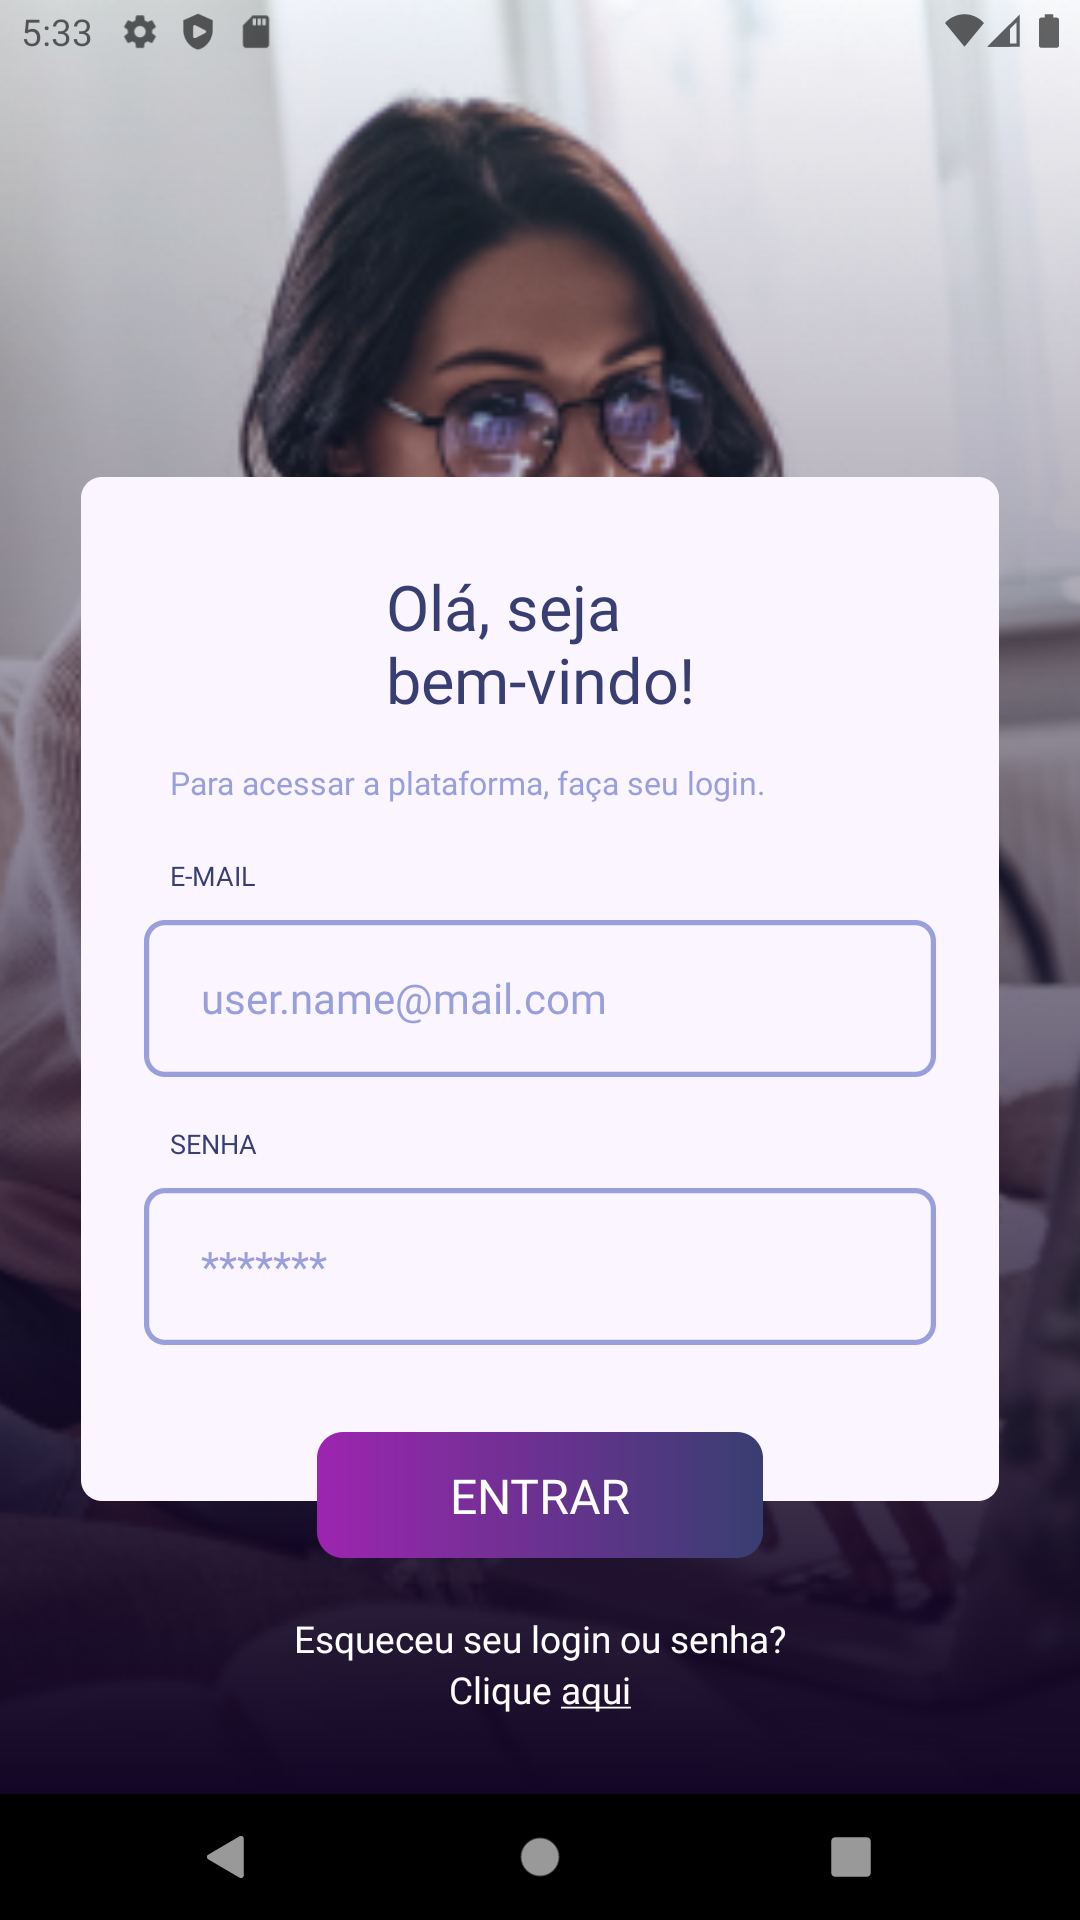 5:33
Olá, seja
bem-vindo!
Para acessar a plataforma, faça seu login.
E-MAIL
user.name@mail.com
SENHA
*******
ENTRAR
Esqueceu seu login ou senha?
Clique aqui